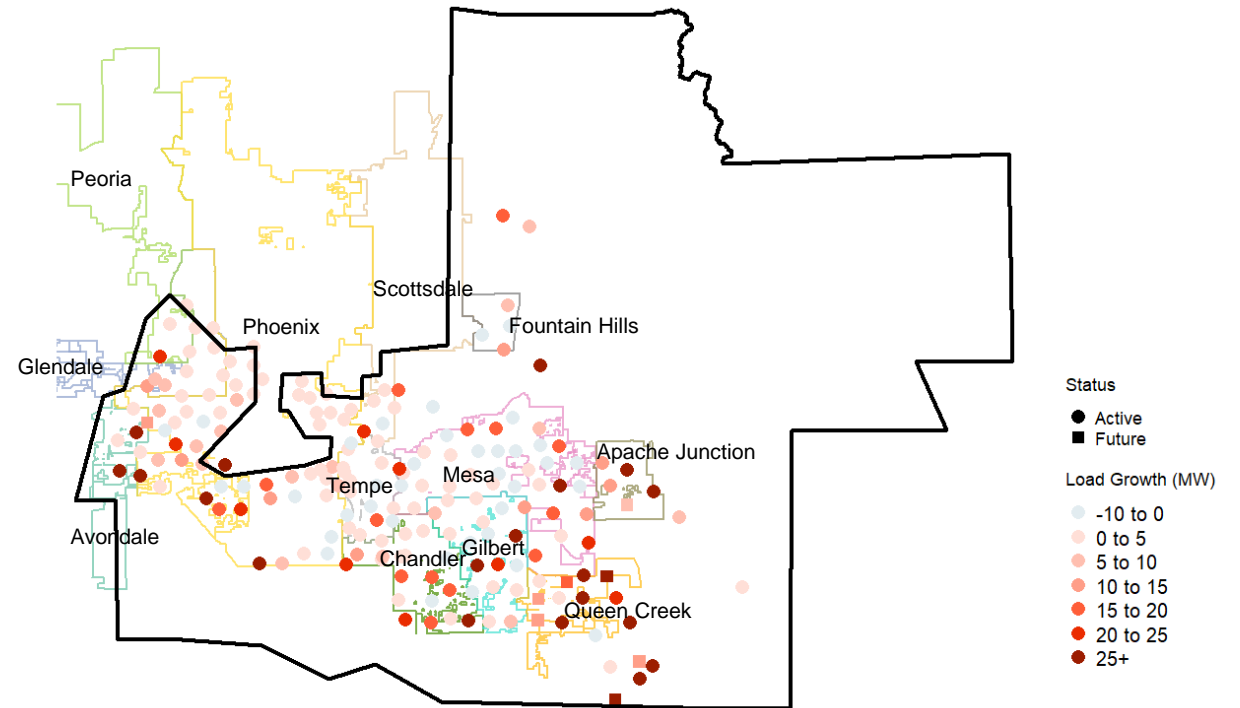 Peoria
Scottsdale
Phoenix
Fountain Hills
Glendale
Apache Junction
Mesa
Tempe
Avondale
Gilbert
Chandler
Queen Creek
Status
Active
Future
Load Growth (MW)
-10 to 0
0 to 5
5 to 10
10 to 15
15 to 20
20 to 25
25+